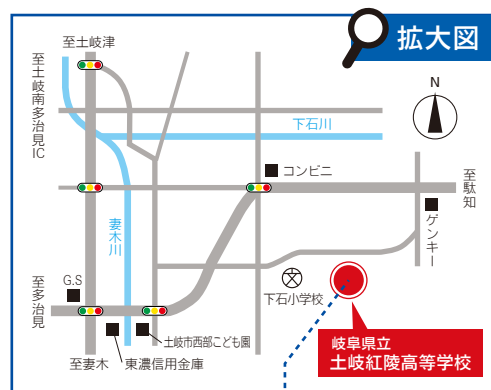 拡大図
至土岐津
至土岐南多治見IC
N
下石川
コンビニ
至駄知
ゲンキー
妻木川
G.S
至多治見
下石小学校
土岐市西部こども園
至妻木
東濃信用金庫
岐阜県立
土岐紅陵高等学校
文